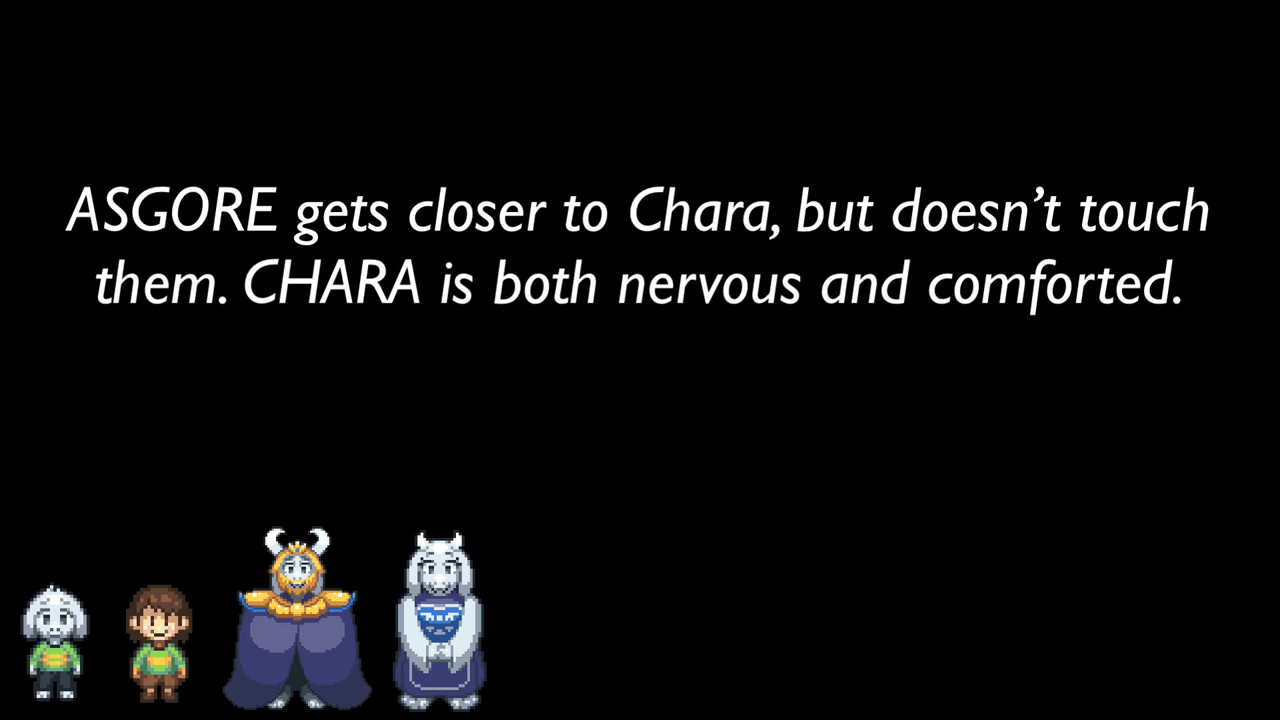 ASGORE gets closer to Chara, but doesn’t touch
them. CHARA is both nervous and comforted.